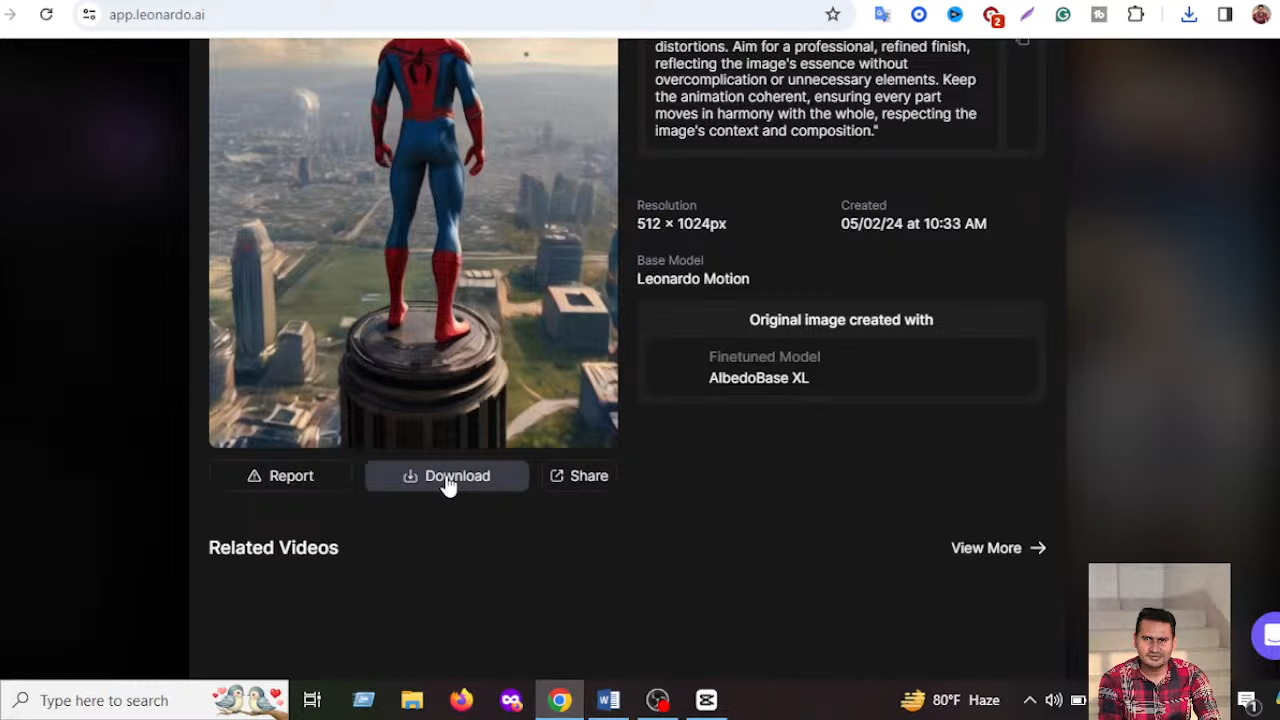 app.leonardo.ai
2
distortions. Aim for a professional, refined finish,
reflecting the image's essence without
overcomplication or unnecessary elements. Keep
the animation coherent, ensuring every part
moves in harmony with the whole, respecting the
image's context and composition."
Resolution
512 × 1024px
Created
05/02/24 at 10:33 AM
Base Model
Leonardo Motion
Original image created with
Finetuned Model
AlbedoBase XL
Report
Download
Share
Related Videos
View More
Type here to search
80°F Haze
1